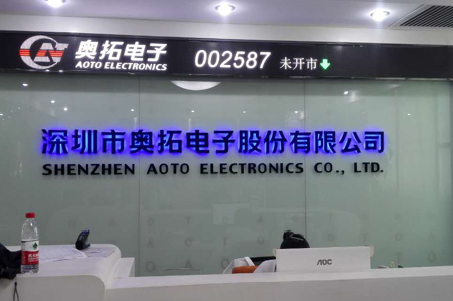 CN 奥拓电子 002587 未开市
AOTO ELECTRONICS
深圳市奥拓电子股份有限公司
SHENZHEN AOTO ELECTRONICS CO., LTD.
AOC